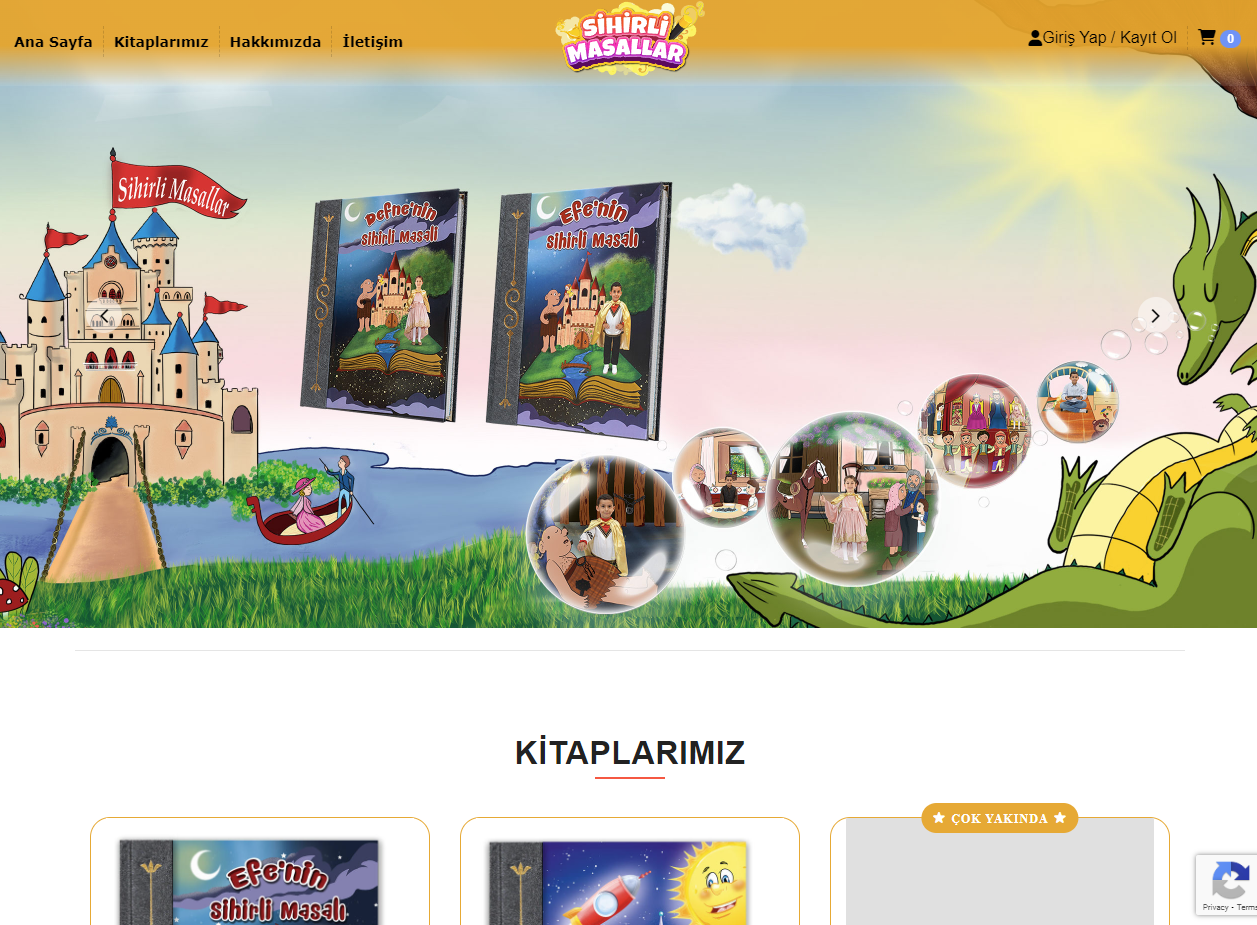 Ana Sayfa
Kitaplarımız
Hakkımızda
İletişim
SİHİRLİ
MASALLAR
Giriş Yap / Kayıt Ol
0
Sihirli Masallar
Defne'nin
sihirli Masalı
Efe'nin
sihirli Masalı
KİTAPLARIMIZ
ÇOK YAKINDA
Efe'nin
sihirli Masalı
Privacy - Terms